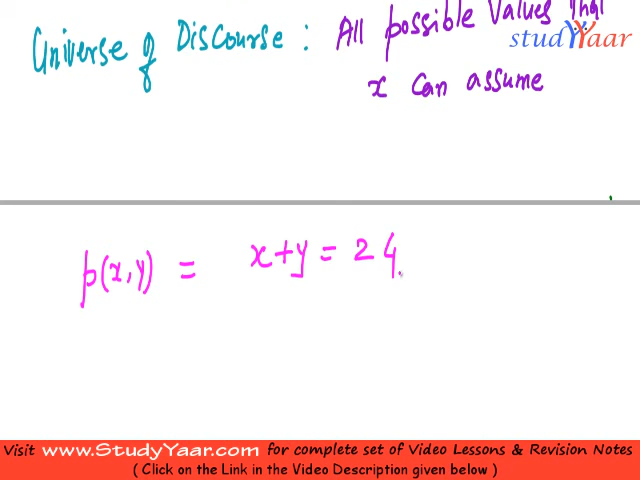 Universe of Discourse : All possible Values that
studYYaar
x Can assume
p(x,y) = x+y = 24
Visit www.StudyYaar.com for complete set of Video Lessons & Revision Notes
( Click on the Link in the Video Description given below )